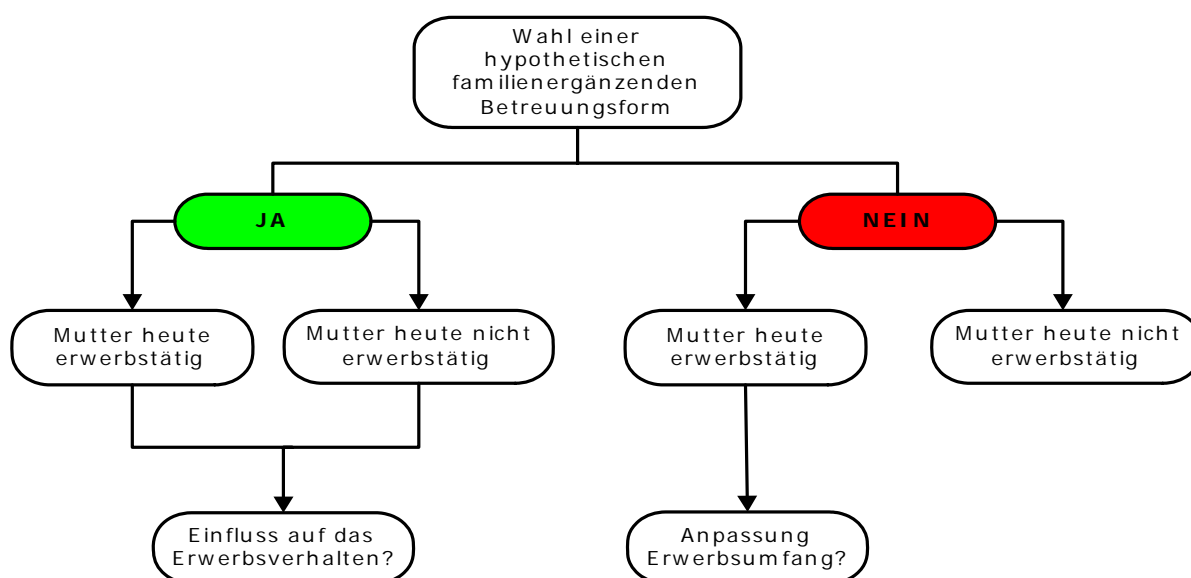 Wahl einer
hypothetischen
familienergänzenden
Betreuungsform
JA
NEIN
Mutter heute
erwerbstätig
Mutter heute nicht
erwerbstätig
Mutter heute
erwerbstätig
Mutter heute nicht
erwerbstätig
Einfluss auf das
Erwerbsverhalten?
Anpassung
Erwerbsumfang?